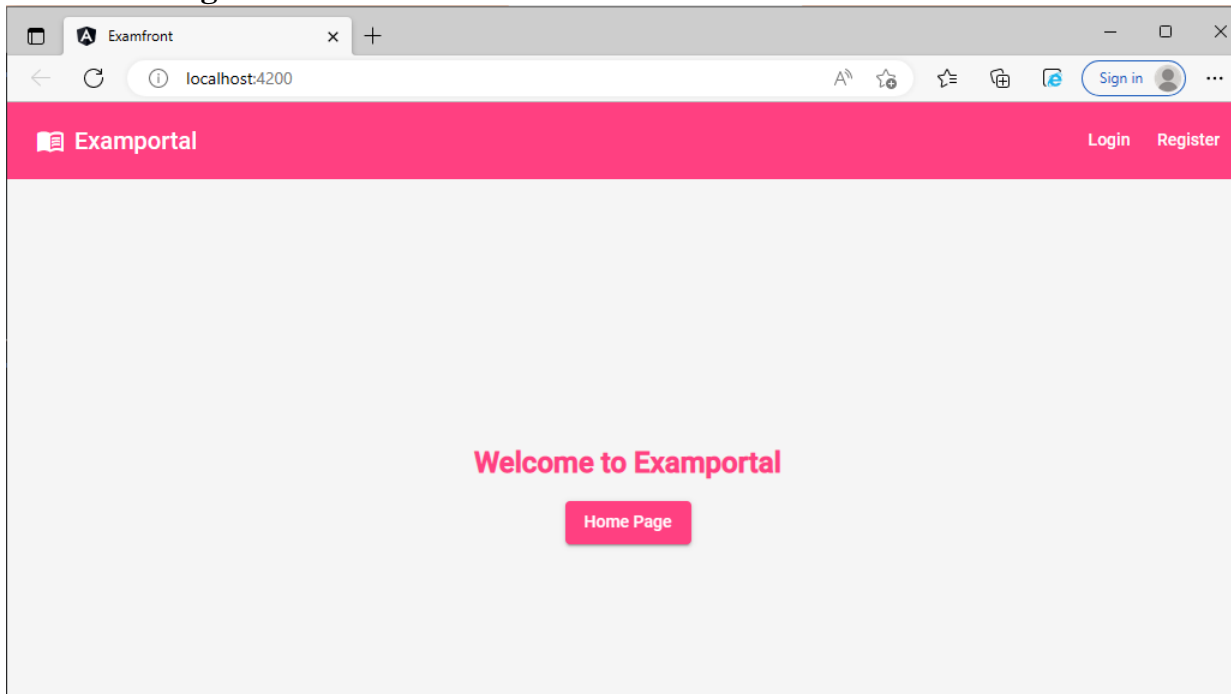 Examfront
localhost:4200
Sign in
Examportal
Login Register
Welcome to Examportal
Home Page